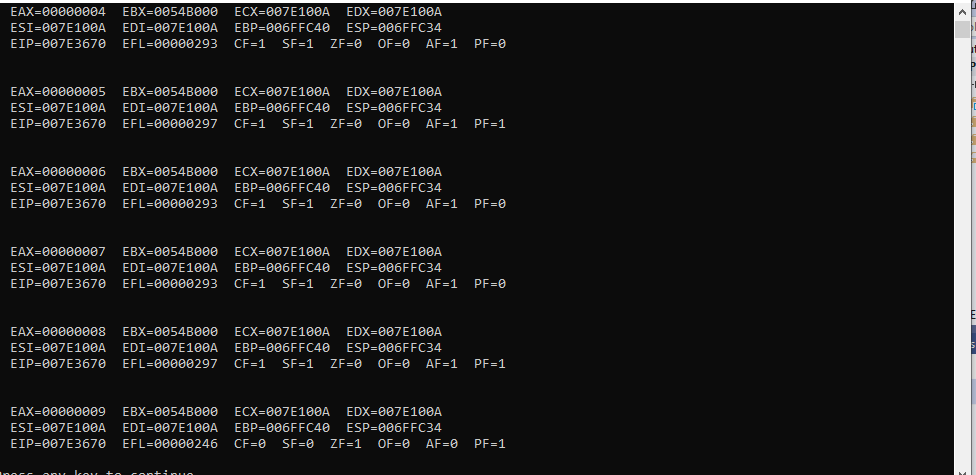 EAX=00000004 EBX=0054B000 ECX=007E100A EDX=007E100A
ESI=007E100A EDI=007E100A EBP=006FFC40 ESP=006FFC34
EIP=007E3670 EFL=00000293 CF=1 SF=1 ZF=0 OF=0 AF=1 PF=0
EAX=00000005 EBX=0054B000 ECX=007E100A EDX=007E100A
ESI=007E100A EDI=007E100A EBP=006FFC40 ESP=006FFC34
EIP=007E3670 EFL=00000297 CF=1 SF=1 ZF=0 OF=0 AF=1 PF=1
EAX=00000006 EBX=0054B000 ECX=007E100A EDX=007E100A
ESI=007E100A EDI=007E100A EBP=006FFC40 ESP=006FFC34
EIP=007E3670 EFL=00000293 CF=1 SF=1 ZF=0 OF=0 AF=1 PF=0
EAX=00000007 EBX=0054B000 ECX=007E100A EDX=007E100A
ESI=007E100A EDI=007E100A EBP=006FFC40 ESP=006FFC34
EIP=007E3670 EFL=00000293 CF=1 SF=1 ZF=0 OF=0 AF=1 PF=0
EAX=00000008 EBX=0054B000 ECX=007E100A EDX=007E100A
ESI=007E100A EDI=007E100A EBP=006FFC40 ESP=006FFC34
EIP=007E3670 EFL=00000297 CF=1 SF=1 ZF=0 OF=0 AF=1 PF=1
EAX=00000009 EBX=0054B000 ECX=007E100A EDX=007E100A
ESI=007E100A EDI=007E100A EBP=006FFC40 ESP=006FFC34
EIP=007E3670 EFL=00000246 CF=0 SF=0 ZF=1 OF=0 AF=0 PF=1
any key to continue